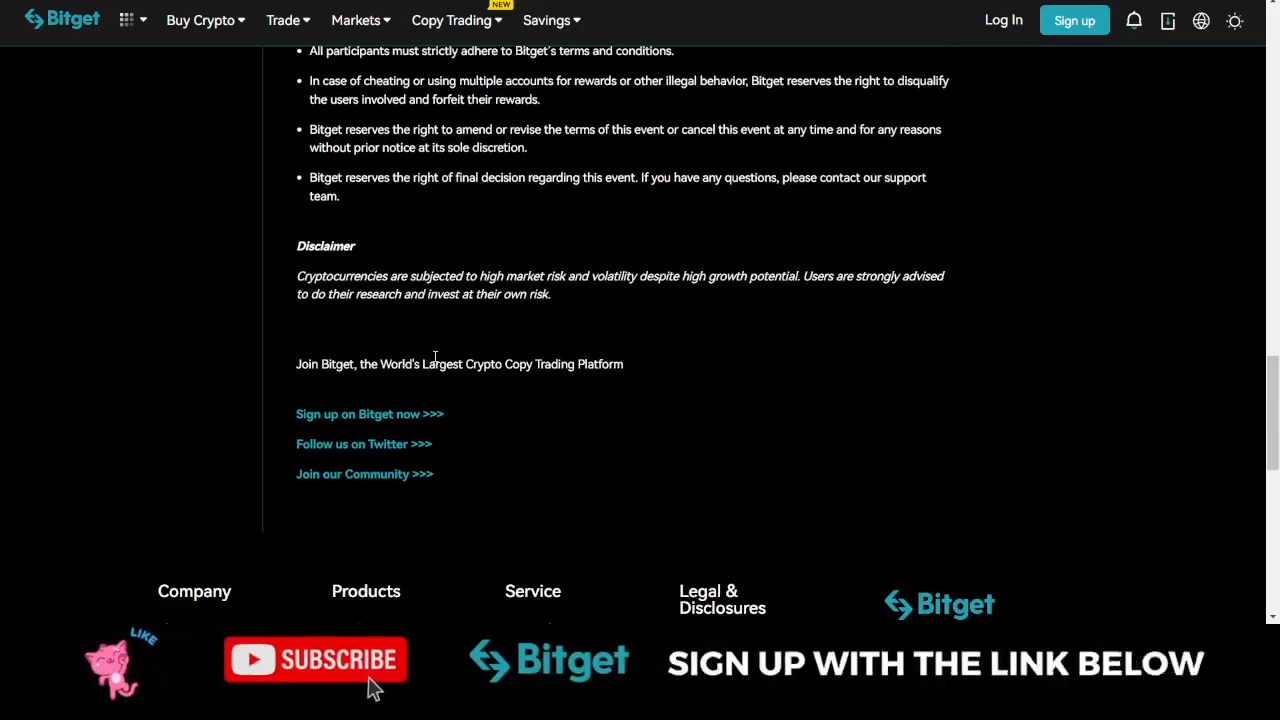 Bitget
Buy Crypto
Trade
Markets
Copy Trading
NEW
Savings
Log In
Sign up
• All participants must strictly adhere to Bitget's terms and conditions.
• In case of cheating or using multiple accounts for rewards or other illegal behavior, Bitget reserves the right to disqualify
the users involved and forfeit their rewards.
• Bitget reserves the right to amend or revise the terms of this event or cancel this event at any time and for any reasons
without prior notice at its sole discretion.
• Bitget reserves the right of final decision regarding this event. If you have any questions, please contact our support
team.
Disclaimer
Cryptocurrencies are subjected to high market risk and volatility despite high growth potential. Users are strongly advised
to do their research and invest at their own risk.
Join Bitget, the World's Largest Crypto Copy Trading Platform
Sign up on Bitget now >>>
Follow us on Twitter >>>
Join our Community >>>
Company
Products
Service
Legal &
Disclosures
Bitget
LIKE
SUBSCRIBE
Bitget
SIGN UP WITH THE LINK BELOW